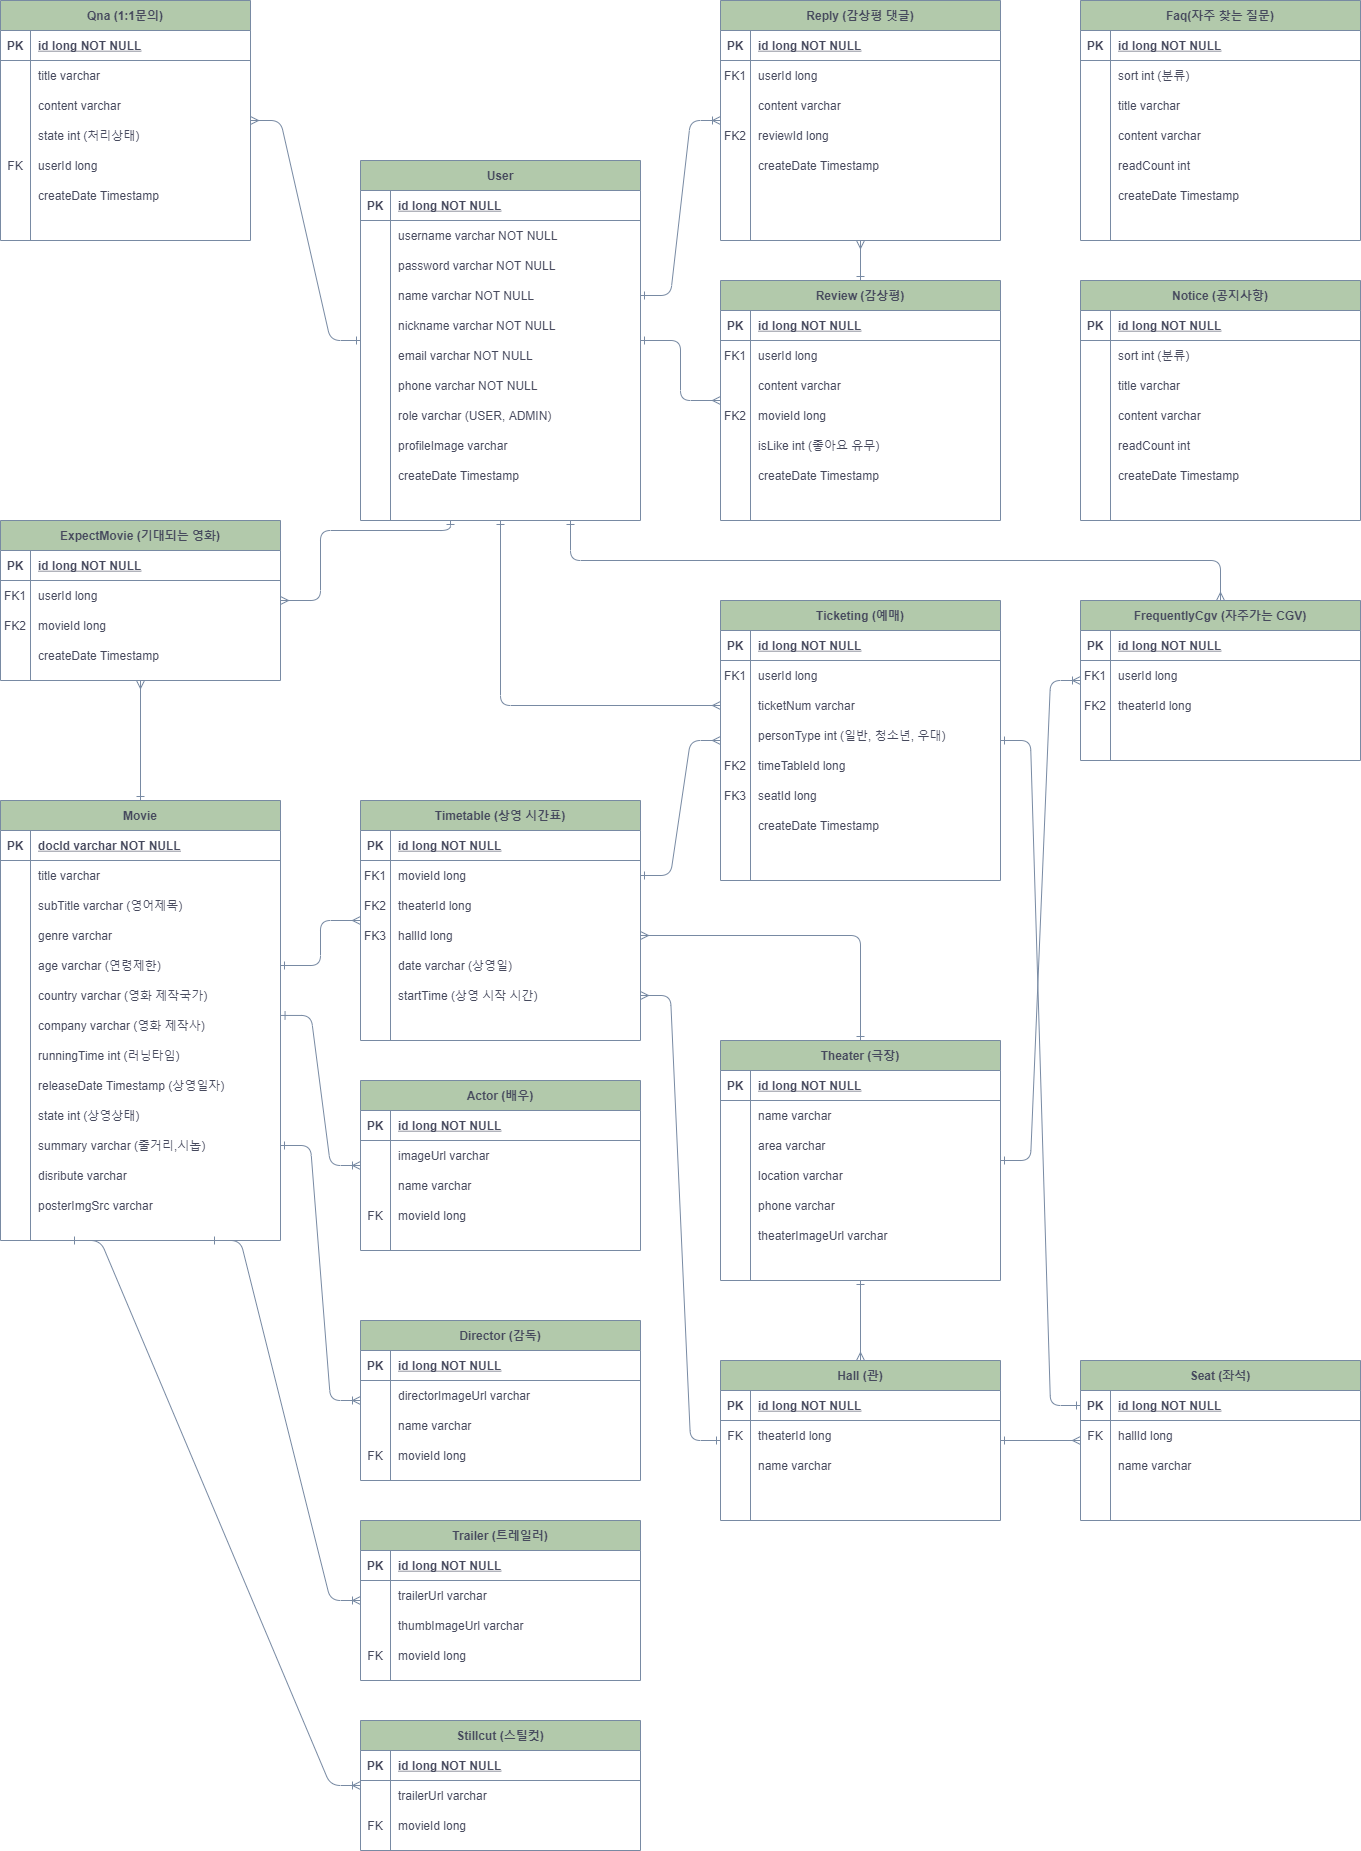 Qna (1:1문의)
PK id long NOT NULL
title varchar
content varchar
state int (처리상태)
FK userId long
createDate Timestamp
Reply (감상평 댓글)
PK id long NOT NULL
FK1 userId long
content varchar
FK2 reviewId long
createDate Timestamp
Faq(자주 찾는 질문)
PK id long NOT NULL
sort int (분류)
title varchar
content varchar
readCount int
createDate Timestamp
User
PK id long NOT NULL
username varchar NOT NULL
password varchar NOT NULL
name varchar NOT NULL
nickname varchar NOT NULL
email varchar NOT NULL
phone varchar NOT NULL
role varchar (USER, ADMIN)
profileImage varchar
createDate Timestamp
Review (감상평)
PK id long NOT NULL
FK1 userId long
content varchar
FK2 movieId long
isLike int (좋아요 유무)
createDate Timestamp
Notice (공지사항)
PK id long NOT NULL
sort int (분류)
title varchar
content varchar
readCount int
createDate Timestamp
ExpectMovie (기대되는 영화)
PK id long NOT NULL
FK1 userId long
FK2 movieId long
createDate Timestamp
Ticketing (예매)
PK id long NOT NULL
FK1 userId long
ticketNum varchar
personType int (일반, 청소년, 우대)
FK2 timeTableId long
FK3 seatId long
createDate Timestamp
FrequentlyCgv (자주가는 CGV)
PK id long NOT NULL
FK1 userId long
FK2 theaterId long
Movie
PK docId varchar NOT NULL
title varchar
subTitle varchar (영어제목)
genre varchar
age varchar (연령제한)
country varchar (영화 제작국가)
company varchar (영화 제작사)
runningTime int (러닝타임)
releaseDate Timestamp (상영일자)
state int (상영상태)
summary varchar (줄거리,시놉)
disribute varchar
posterImgSrc varchar
Timetable (상영 시간표)
PK id long NOT NULL
FK1 movieId long
FK2 theaterId long
FK3 hallId long
date varchar (상영일)
startTime (상영 시작 시간)
Actor (배우)
PK id long NOT NULL
imageUrl varchar
name varchar
FK movieId long
Theater (극장)
PK id long NOT NULL
name varchar
area varchar
location varchar
phone varchar
theaterImageUrl varchar
Director (감독)
PK id long NOT NULL
directorImageUrl varchar
name varchar
FK movieId long
Hall (관)
PK id long NOT NULL
FK theaterId long
name varchar
Seat (좌석)
PK id long NOT NULL
FK hallId long
name varchar
Trailer (트레일러)
PK id long NOT NULL
trailerUrl varchar
thumbImageUrl varchar
FK movieId long
Stillcut (스틸컷)
PK id long NOT NULL
trailerUrl varchar
FK movieId long